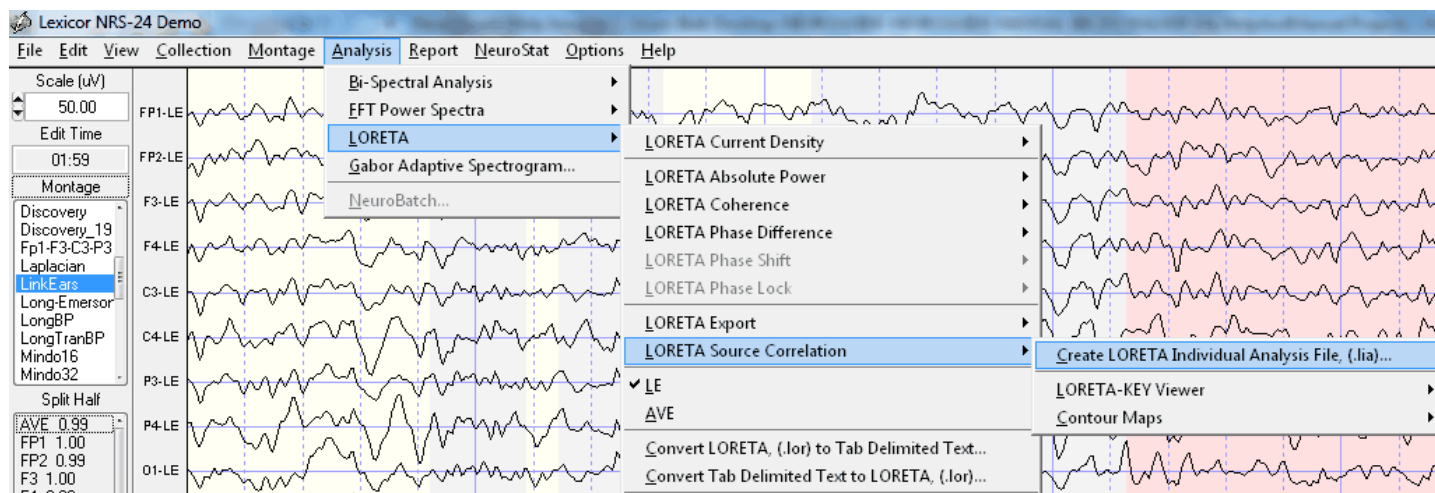 Lexicor NRS-24 Demo
File Edit View Collection Montage Analysis Report NeuroStat Options Help
Scale (uV)
50.00
Edit Time
01:59
Montage
Discovery
Discovery_19
Fp1-F3-C3-P3
Laplacian
LinkEars
Long-Emerson
LongBP
LongTranBP
Mindo16
Mindo32
Split Half
AVE 0.99
FP1 1.00
FP2 0.99
F3 1.00
FP1-LE
FP2-LE
F3-LE
F4-LE
C3-LE
C4-LE
P3-LE
P4-LE
O1-LE
Bi-Spectral Analysis
FFT Power Spectra
LORETA
Gabor Adaptive Spectrogram...
NeuroBatch...
LORETA Current Density
LORETA Absolute Power
LORETA Coherence
LORETA Phase Difference
LORETA Phase Shift
LORETA Phase Lock
LORETA Export
LORETA Source Correlation
LE
AVE
Convert LORETA, (.lor) to Tab Delimited Text...
Convert Tab Delimited Text to LORETA, (.lor)...
Create LORETA Individual Analysis File, (.lia)...
LORETA-KEY Viewer
Contour Maps